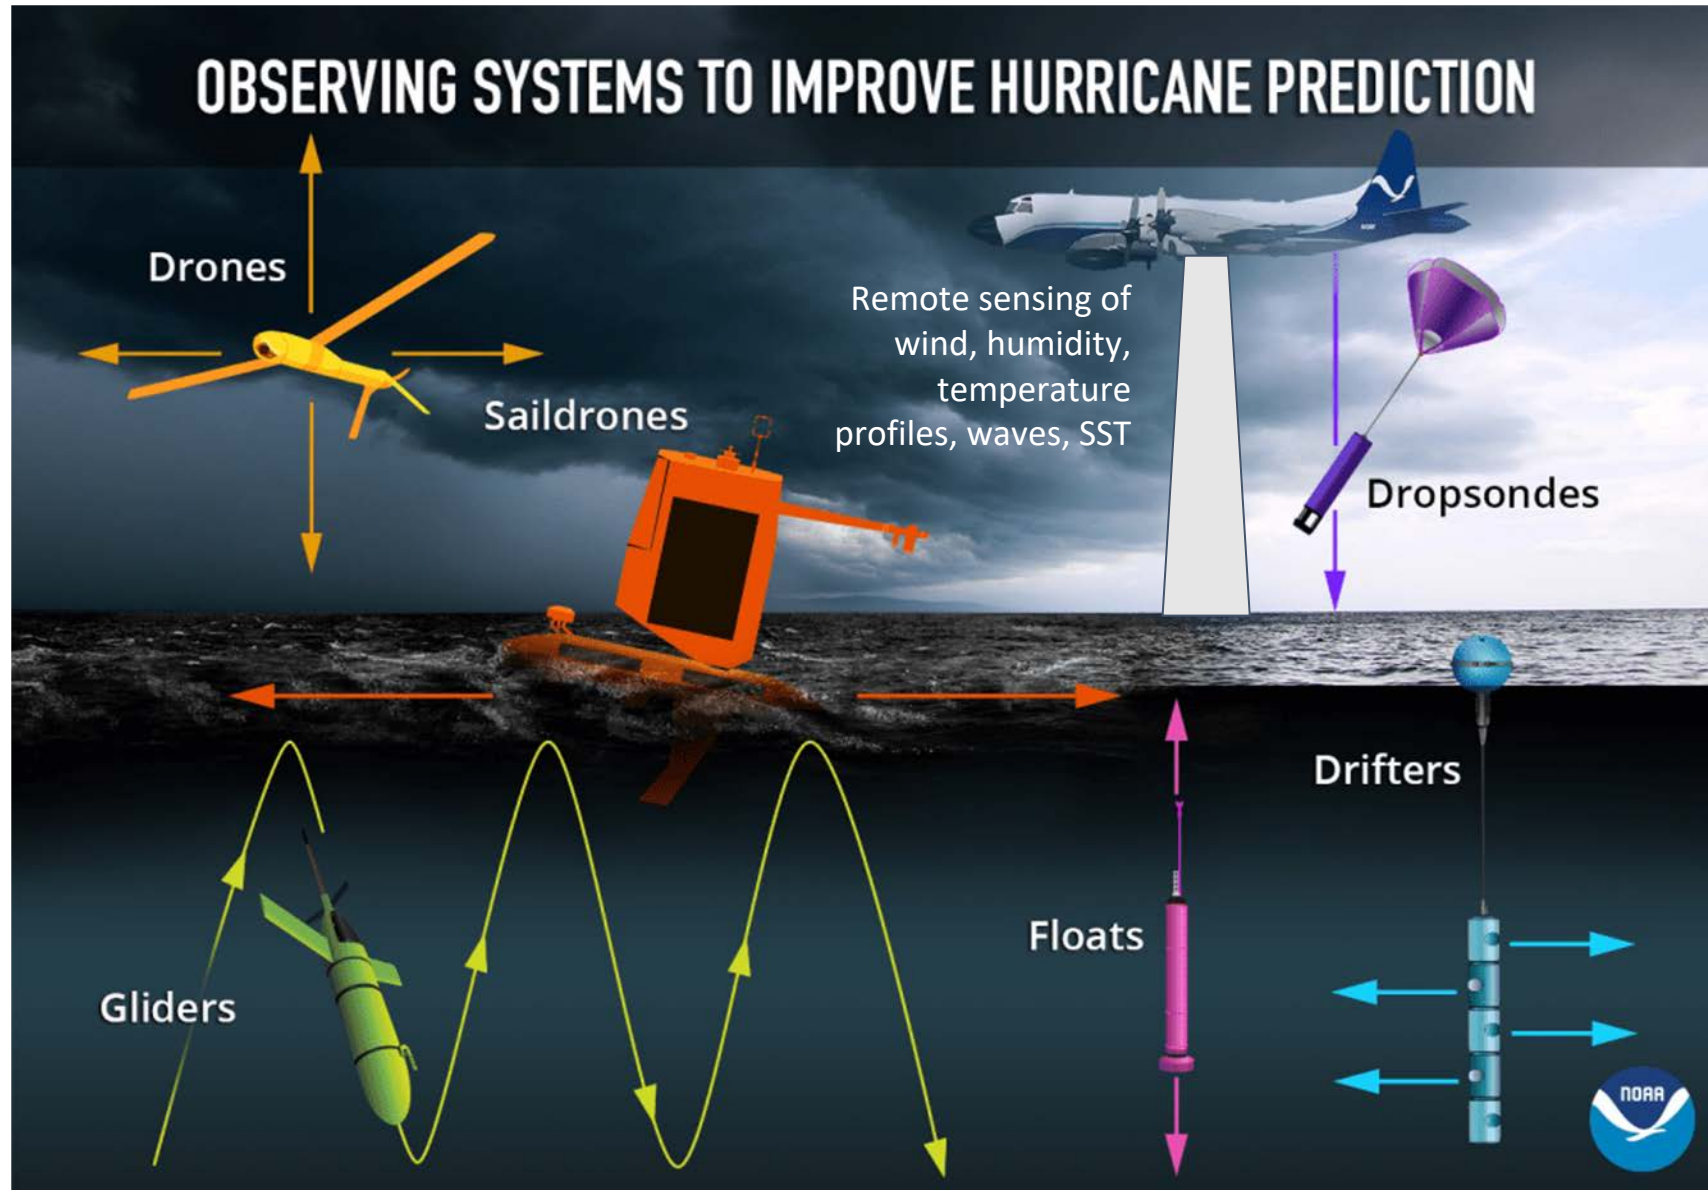 OBSERVING SYSTEMS TO IMPROVE HURRICANE PREDICTION
Drones
Remote sensing of
wind, humidity,
temperature
profiles, waves, SST
Saildrones
Dropsondes
Drifters
Floats
Gliders
NOAA